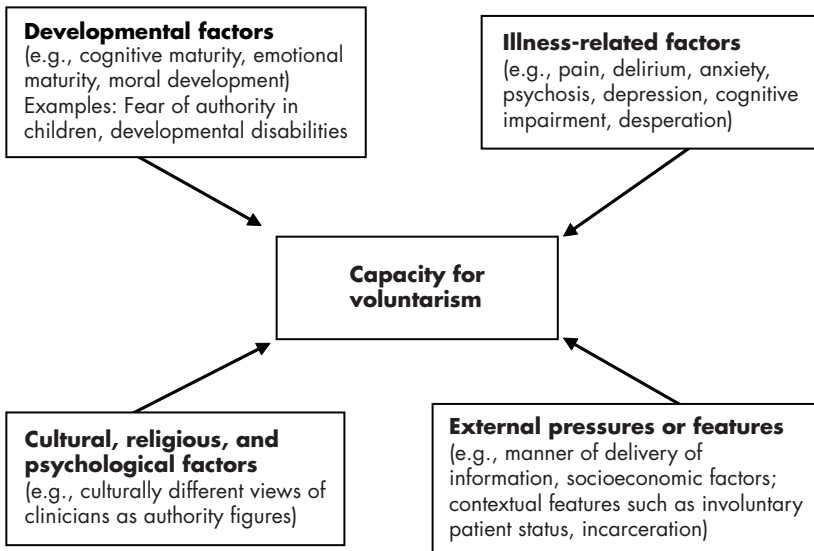 Developmental factors
(e.g., cognitive maturity, emotional
maturity, moral development)
Examples: Fear of authority in
children, developmental disabilities
Illness-related factors
(e.g., pain, delirium, anxiety,
psychosis, depression, cognitive
impairment, desperation)
Capacity for
voluntarism
Cultural, religious, and
psychological factors
(e.g., culturally different views of
clinicians as authority figures)
External pressures or features
(e.g., manner of delivery of
information, socioeconomic factors;
contextual features such as involuntary
patient status, incarceration)